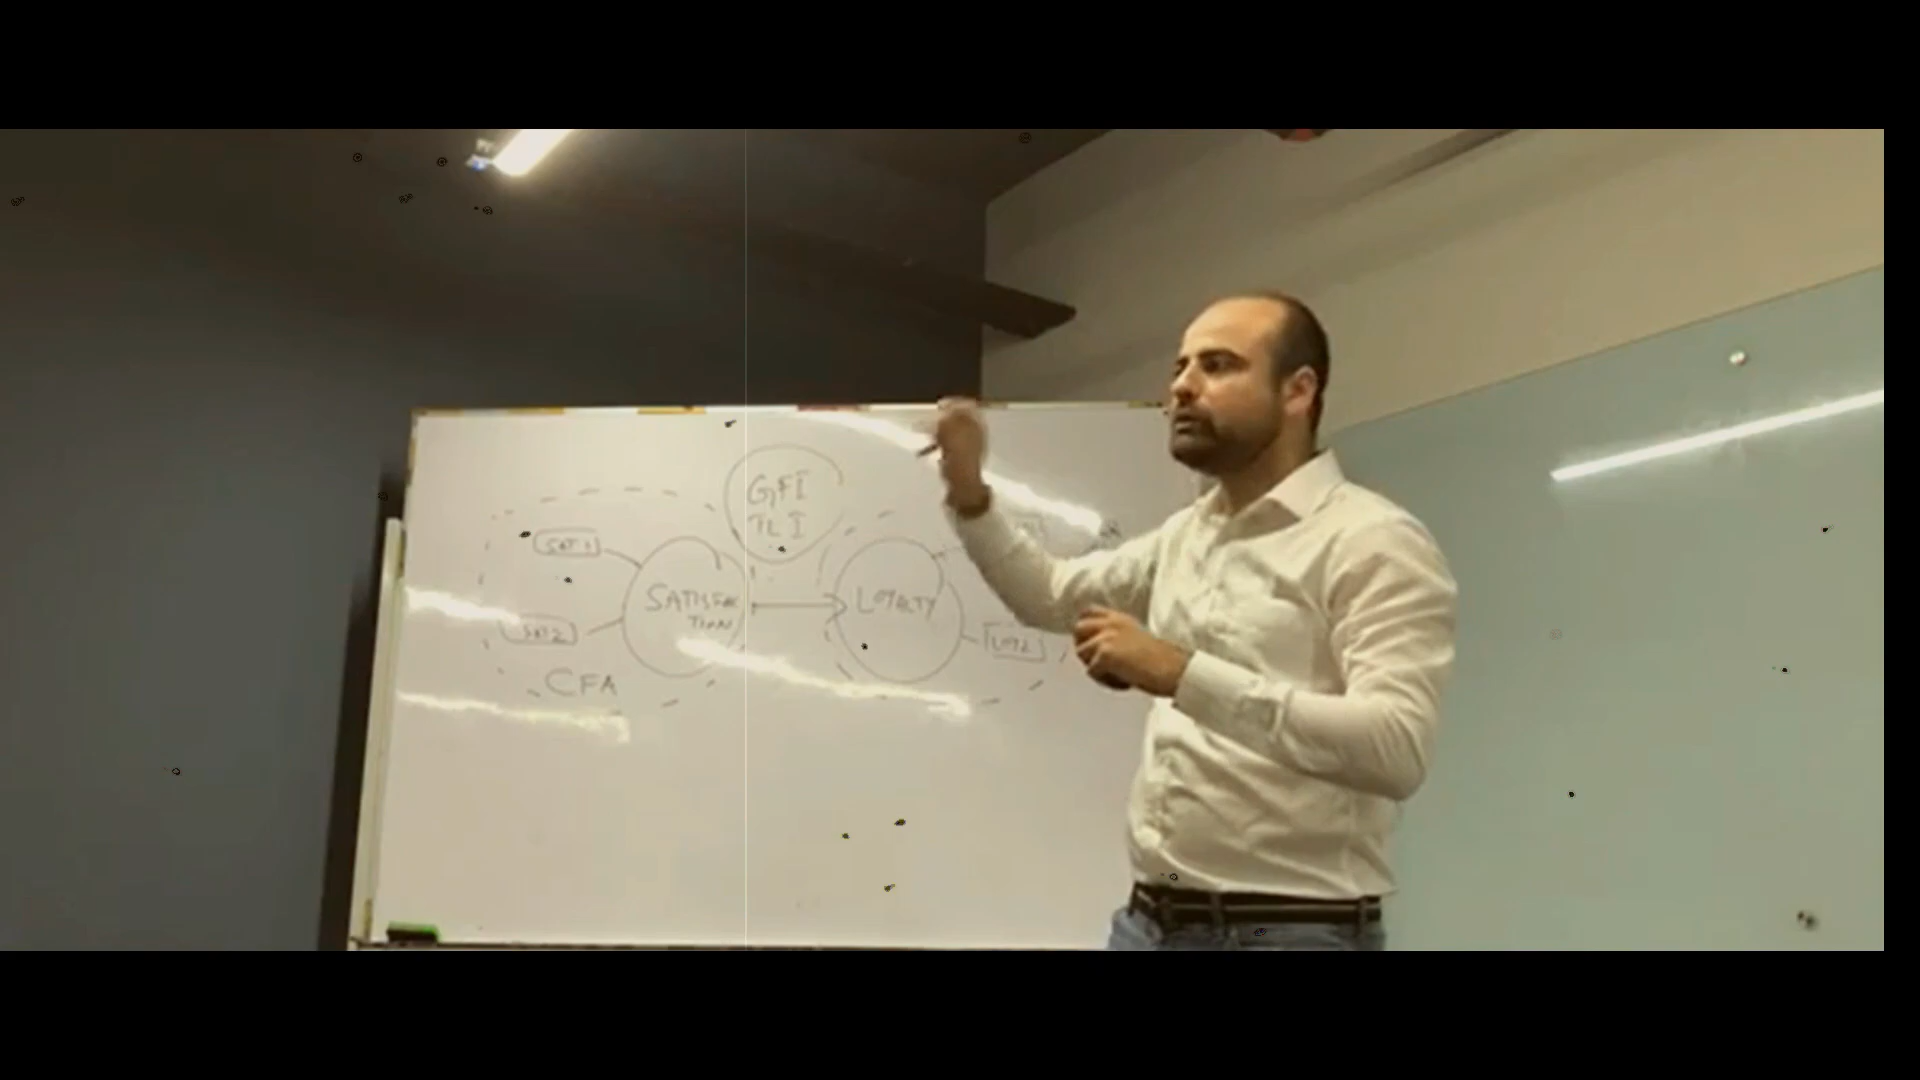 GFI
TLI
SAT1
SATISFAC
TION
LOYALTY
SAT2
LOY2
CFA